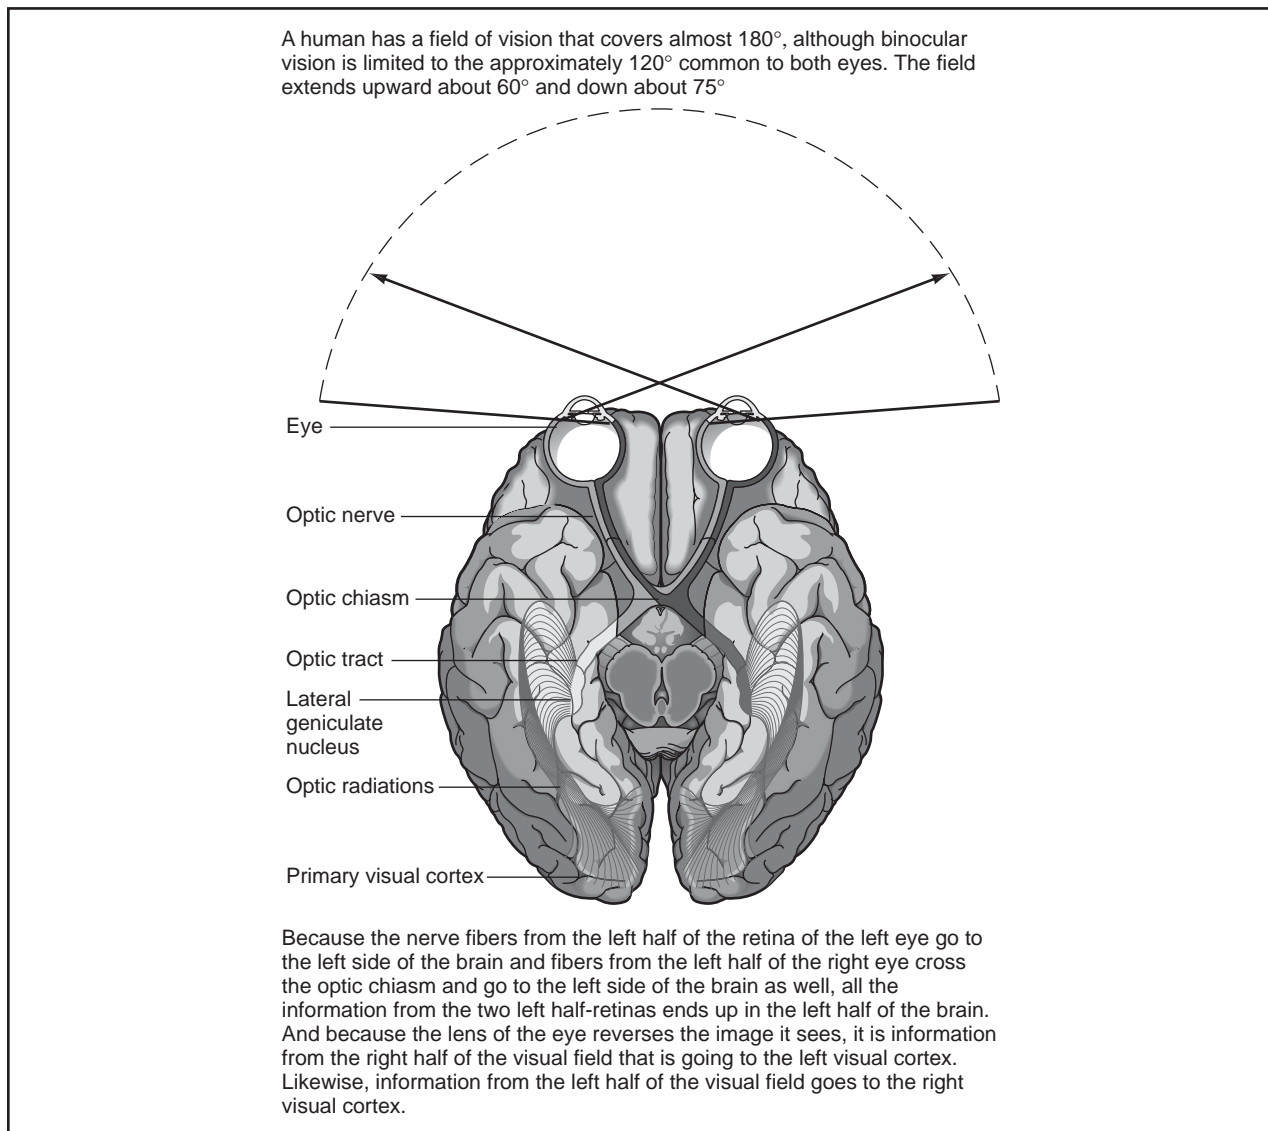 A human has a field of vision that covers almost 180°, although binocular
vision is limited to the approximately 120° common to both eyes. The field
extends upward about 60° and down about 75°
Eye
Optic nerve
Optic chiasm
Optic tract
Lateral
geniculate
nucleus
Optic radiations
Primary visual cortex
Because the nerve fibers from the left half of the retina of the left eye go to
the left side of the brain and fibers from the left half of the right eye cross
the optic chiasm and go to the left side of the brain as well, all the
information from the two left half-retinas ends up in the left half of the brain.
And because the lens of the eye reverses the image it sees, it is information
from the right half of the visual field that is going to the left visual cortex.
Likewise, information from the left half of the visual field goes to the right
visual cortex.